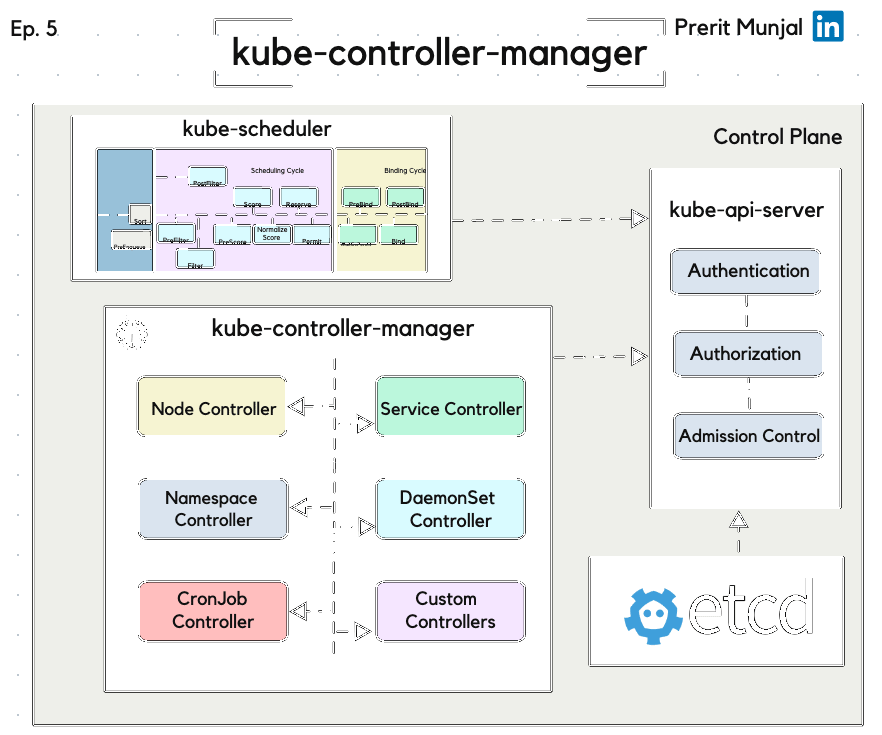 Ep. 5
Prerit Munjal in
kube-controller-manager
Control Plane
kube-scheduler
Scheduling Cycle
Binding Cycle
PostFilter
Score
Reserve
PreBind
PostBind
Sort
PreEnqueue
PreFilter
PreScore
Normalize
Score
Permit
Bind
Filter
kube-api-server
Authentication
Authorization
Admission Control
kube-controller-manager
Node Controller
Service Controller
Namespace
Controller
DaemonSet
Controller
CronJob
Controller
Custom
Controllers
etcd